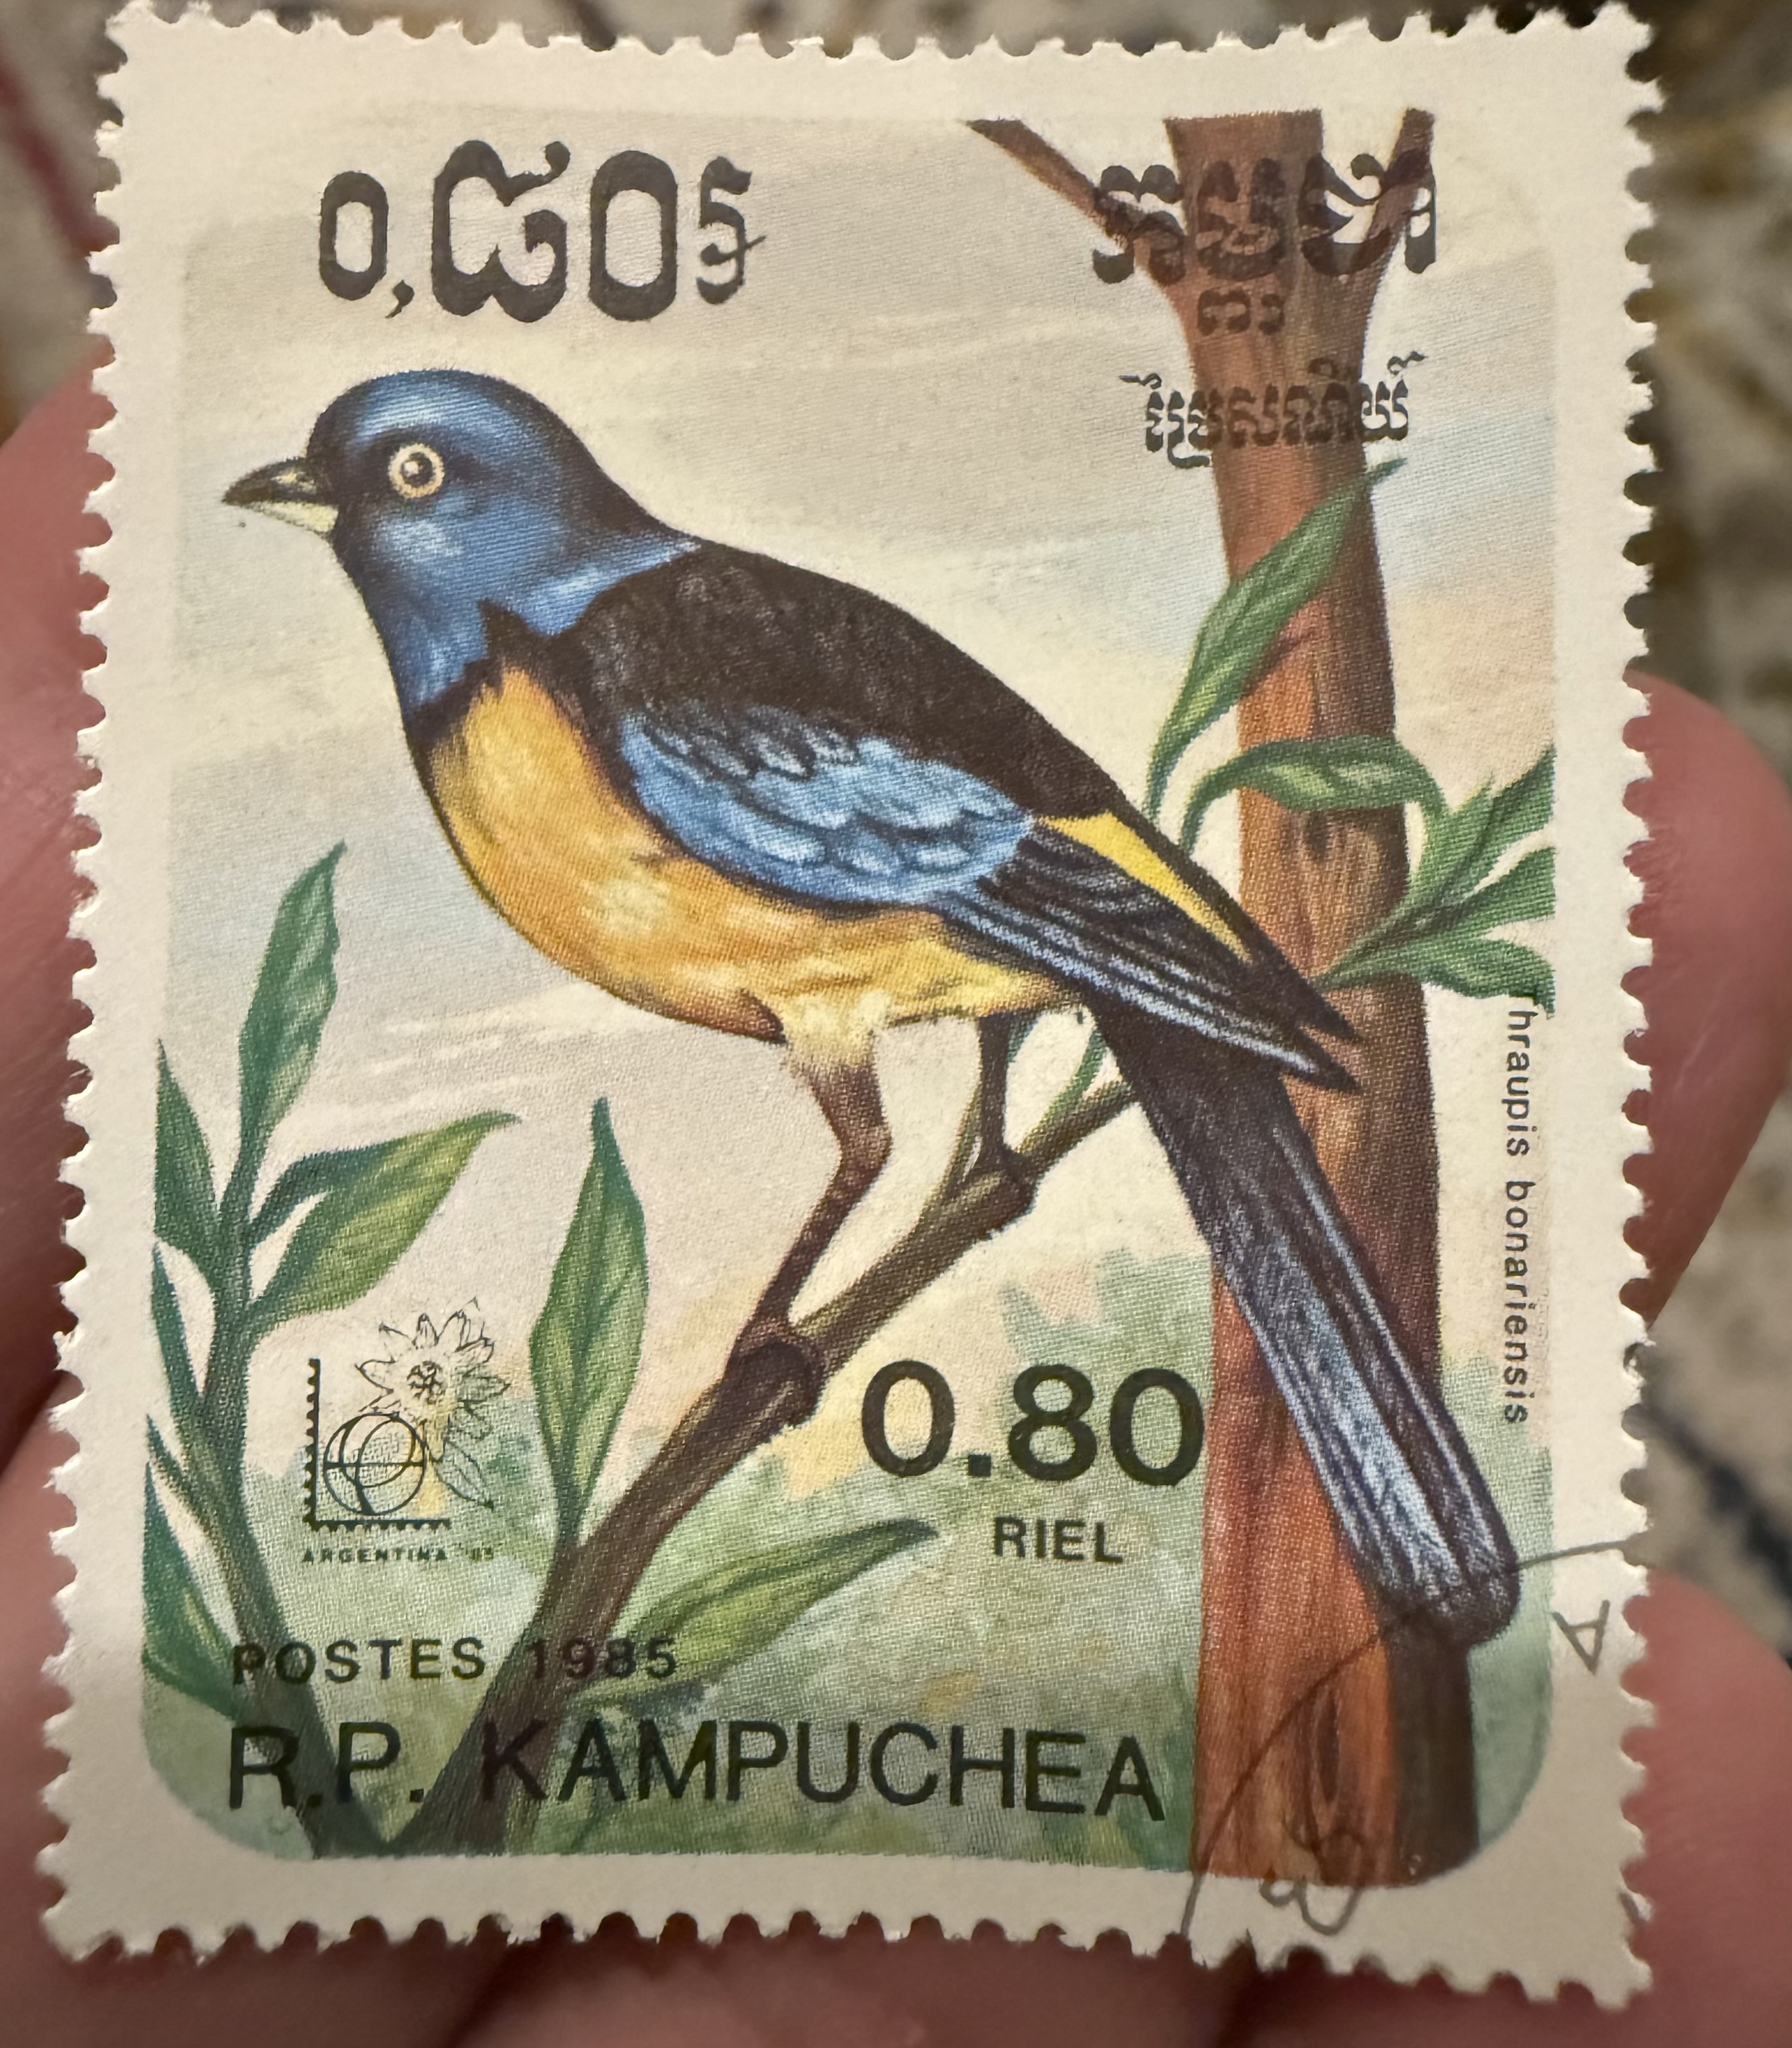 ០,៨០៛
កម្ពុជា
ប្រៃសណីយ៍
Thraupis bonariensis
0.80
RIEL
ARGENTINA '85
POSTES 1985
R.P. KAMPUCHEA
A